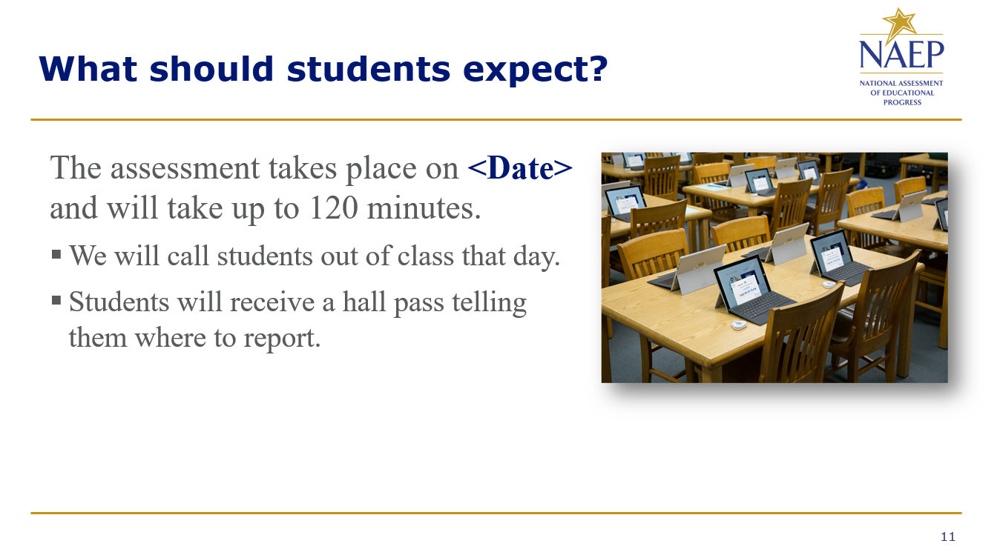 What should students expect?
NAEP
NATIONAL ASSESSMENT
OF EDUCATIONAL
PROGRESS
The assessment takes place on <Date>
and will take up to 120 minutes.
▪ We will call students out of class that day.
▪ Students will receive a hall pass telling
them where to report.
11